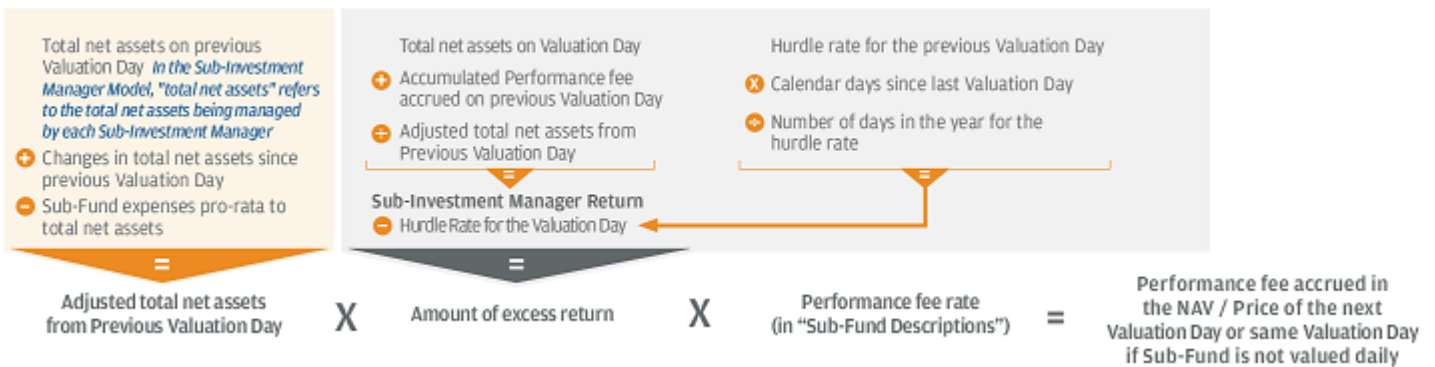 Total net assets on previous
Valuation Day In the Sub-Investment
Manager Model, "total net assets" refers
to the total net assets being managed
by each Sub-Investment Manager
+ Changes in total net assets since
previous Valuation Day
− Sub-Fund expenses pro-rata to
total net assets
=
Adjusted total net assets
from Previous Valuation Day
X
Total net assets on Valuation Day
+ Accumulated Performance fee
accrued on previous Valuation Day
÷ Adjusted total net assets from
Previous Valuation Day
=
Sub-Investment Manager Return
− Hurdle Rate for the Valuation Day
=
Amount of excess return
Hurdle rate for the previous Valuation Day
X Calendar days since last Valuation Day
÷ Number of days in the year for the
hurdle rate
=
X
Performance fee rate
(in “Sub-Fund Descriptions”)
=
Performance fee accrued in
the NAV / Price of the next
Valuation Day or same Valuation Day
if Sub-Fund is not valued daily